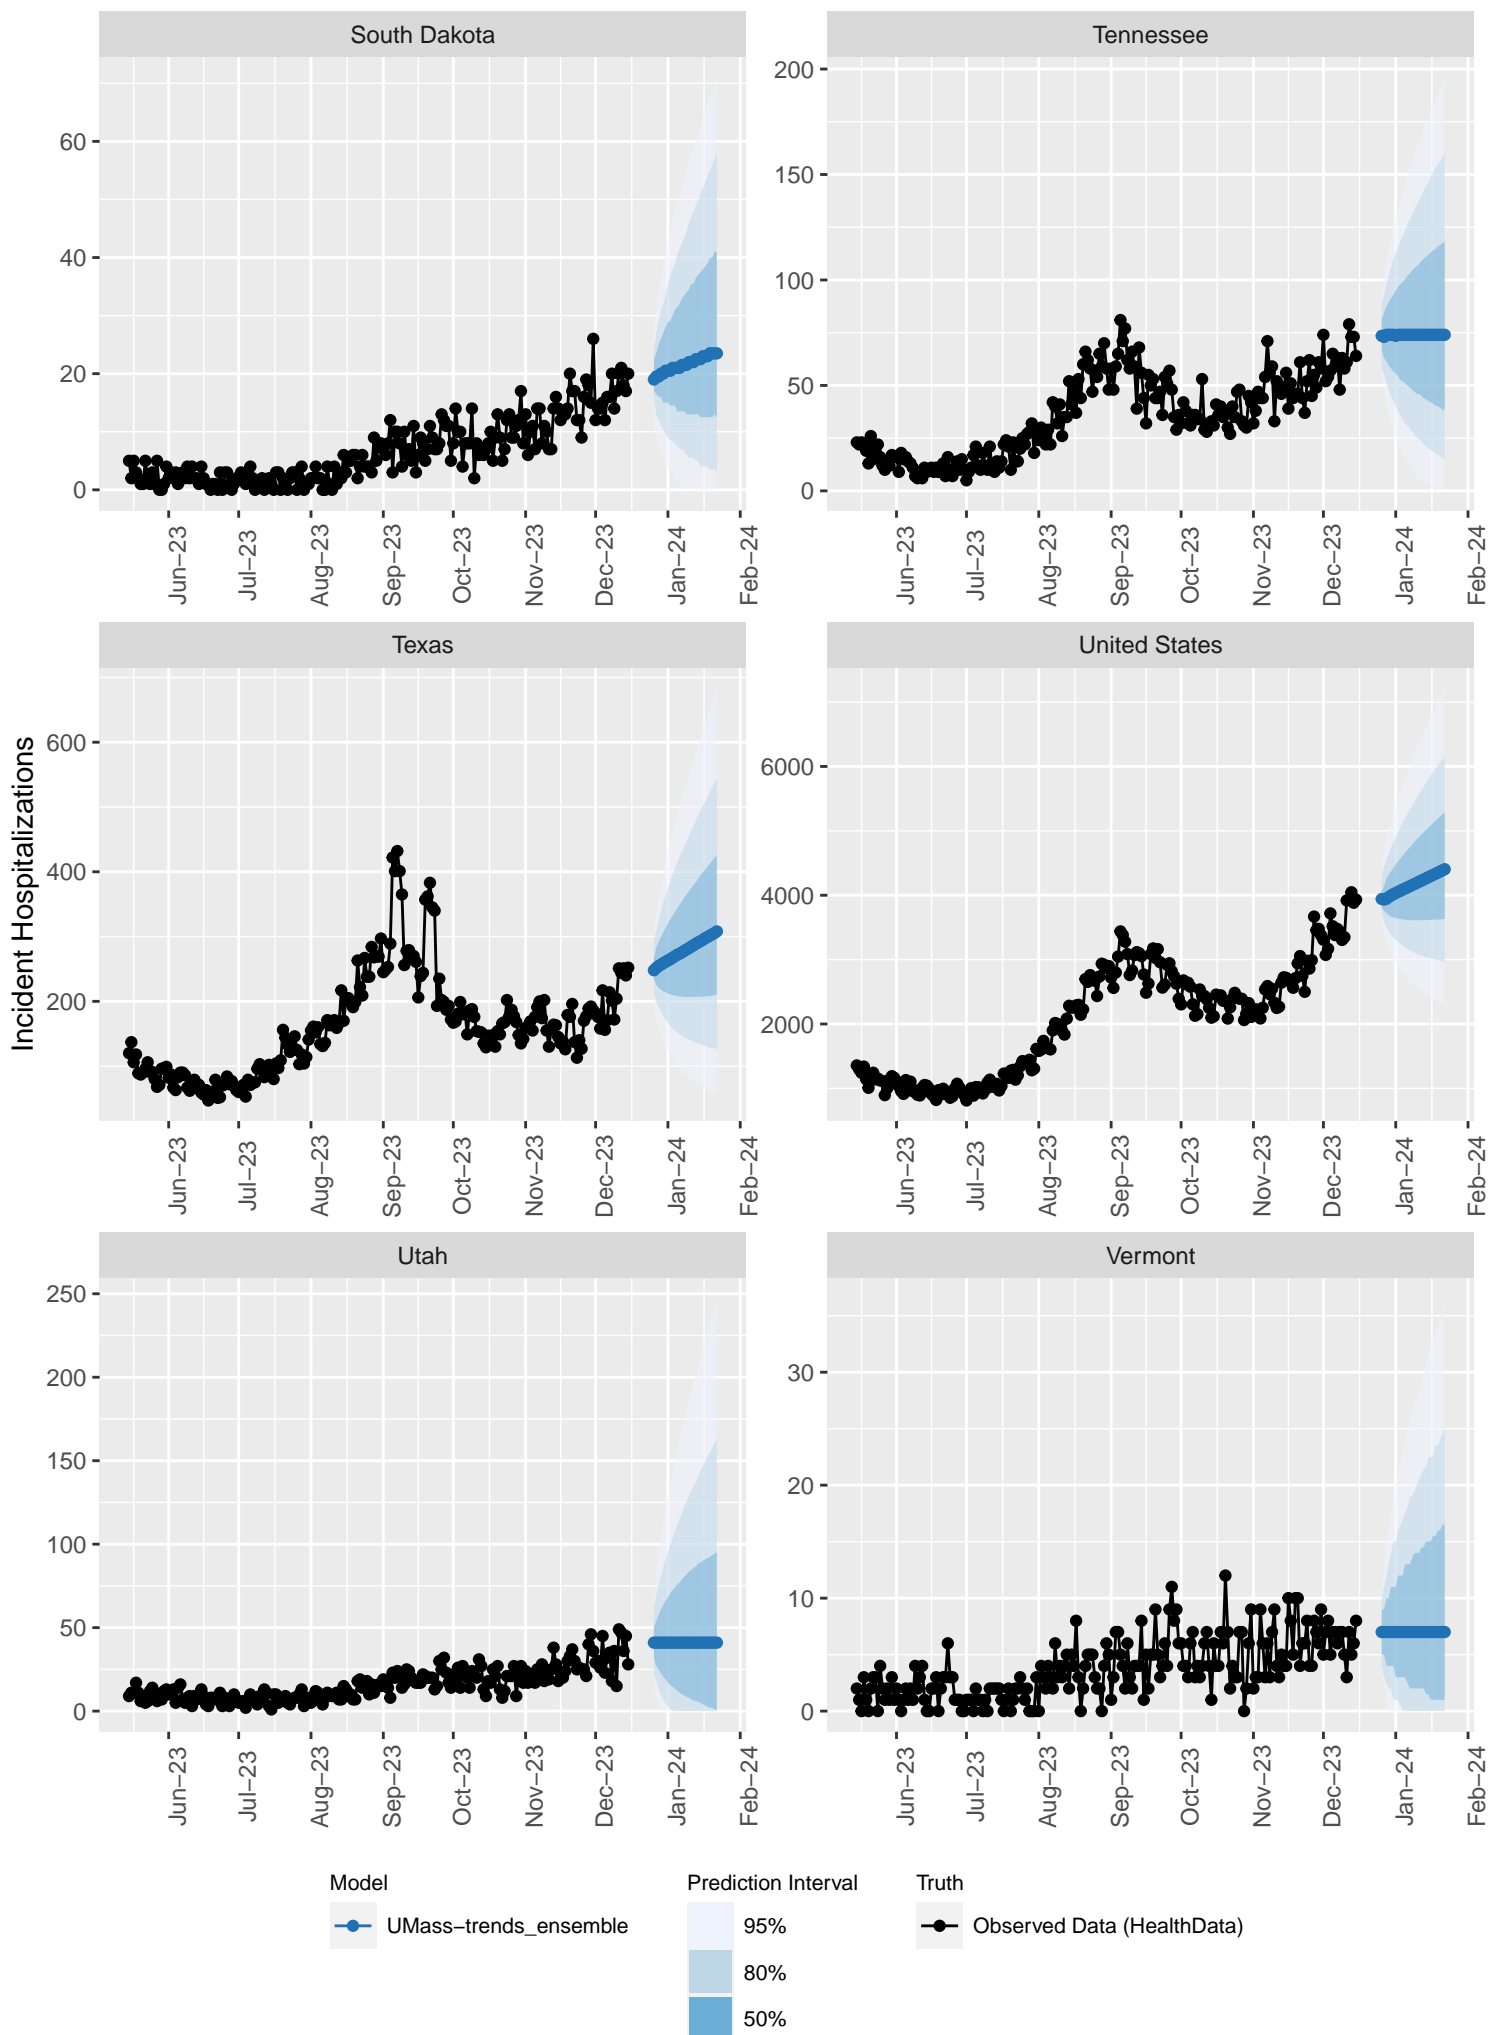 South Dakota
Tennessee
60
40
20
0
200
150
100
50
0
Jun−23
Jul−23
Aug−23
Sep−23
Oct−23
Nov−23
Dec−23
Jan−24
Feb−24
Jun−23
Jul−23
Aug−23
Sep−23
Oct−23
Nov−23
Dec−23
Jan−24
Feb−24
Incident Hospitalizations
Texas
United States
600
400
200
6000
4000
2000
Jun−23
Jul−23
Aug−23
Sep−23
Oct−23
Nov−23
Dec−23
Jan−24
Feb−24
Jun−23
Jul−23
Aug−23
Sep−23
Oct−23
Nov−23
Dec−23
Jan−24
Feb−24
Utah
Vermont
250
200
150
100
50
0
30
20
10
0
Jun−23
Jul−23
Aug−23
Sep−23
Oct−23
Nov−23
Dec−23
Jan−24
Feb−24
Jun−23
Jul−23
Aug−23
Sep−23
Oct−23
Nov−23
Dec−23
Jan−24
Feb−24
Model
UMass−trends_ensemble
Prediction Interval
95%
80%
50%
Truth
Observed Data (HealthData)